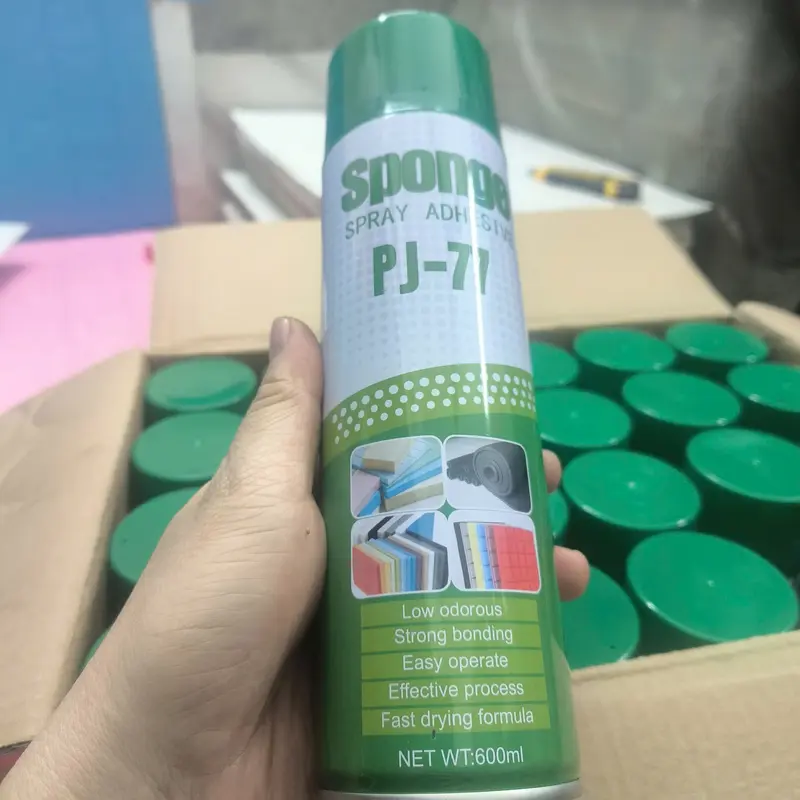 Sponge
SPRAY ADHESIVE
PJ-77
Low odorous
Strong bonding
Easy operate
Effective process
Fast drying formula
NET WT:600ml